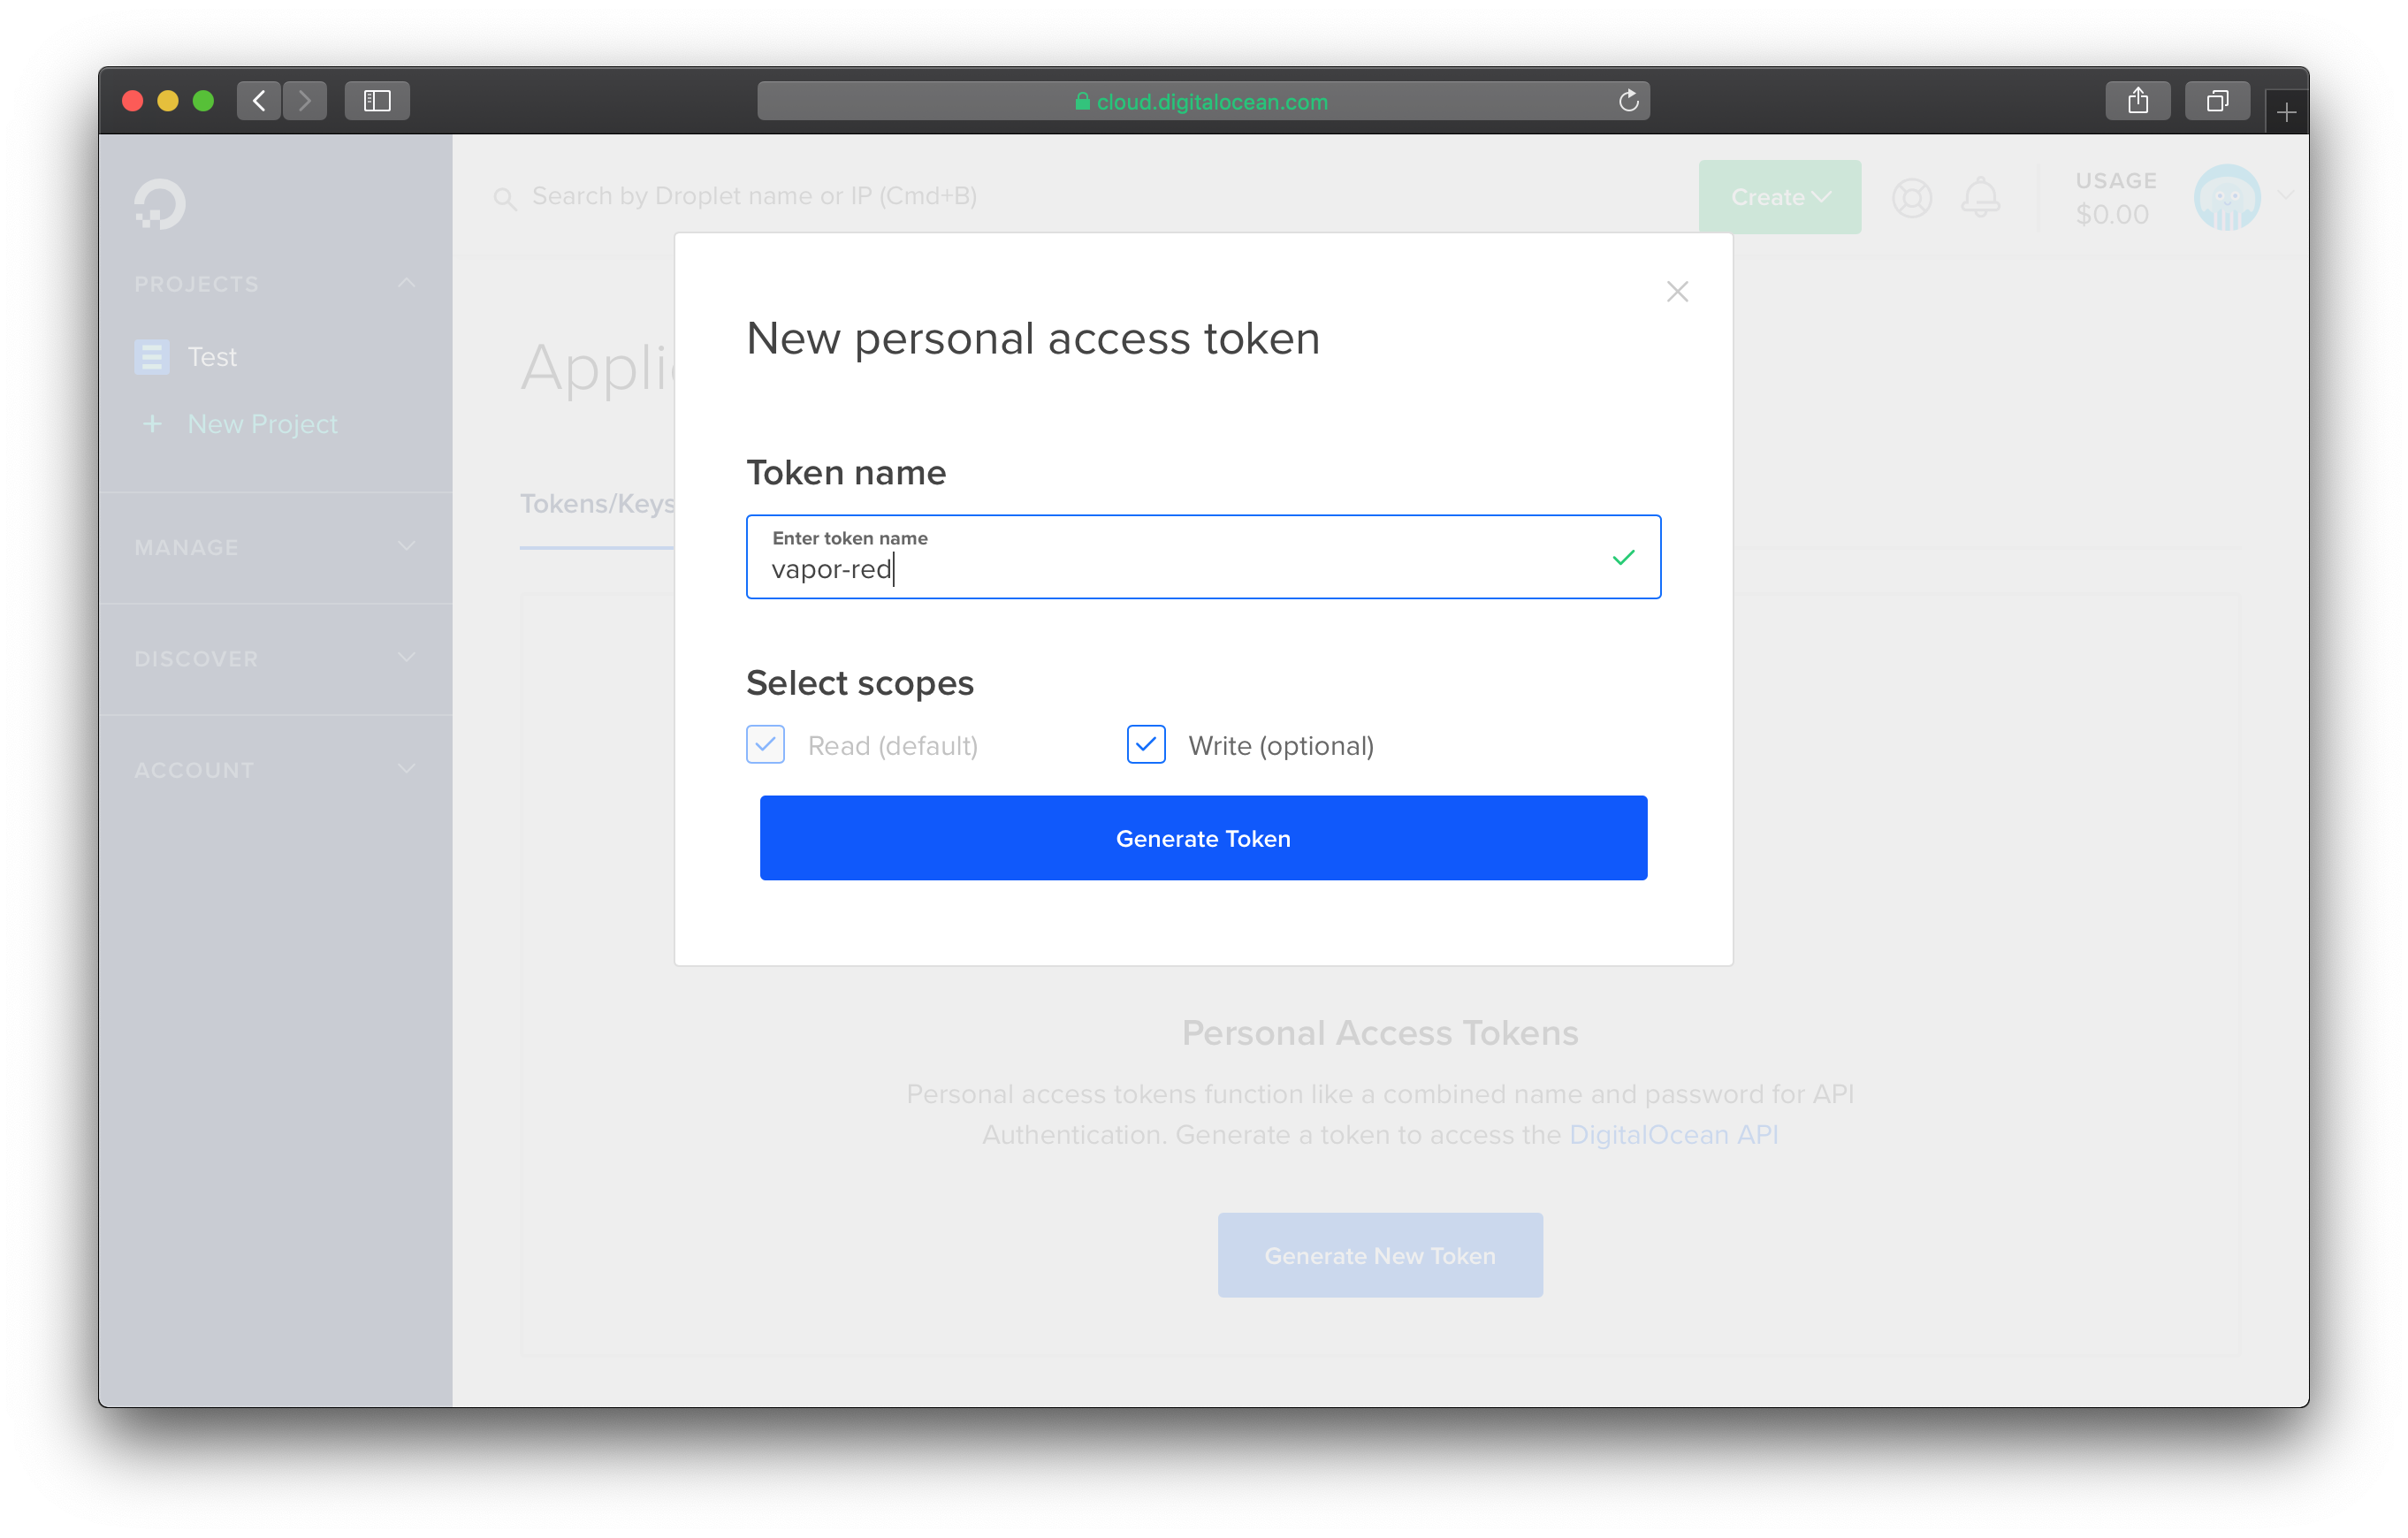 cloud.digitalocean.com
Search by Droplet name or IP (Cmd+B)
Create
USAGE
$0.00
PROJECTS
Test
New Project
MANAGE
DISCOVER
ACCOUNT
Tokens/Keys
New personal access token
Token name
Enter token name
vapor-red
Select scopes
Read (default)
Write (optional)
Generate Token
Personal Access Tokens
Personal access tokens function like a combined name and password for API
Authentication. Generate a token to access the DigitalOcean API
Generate New Token